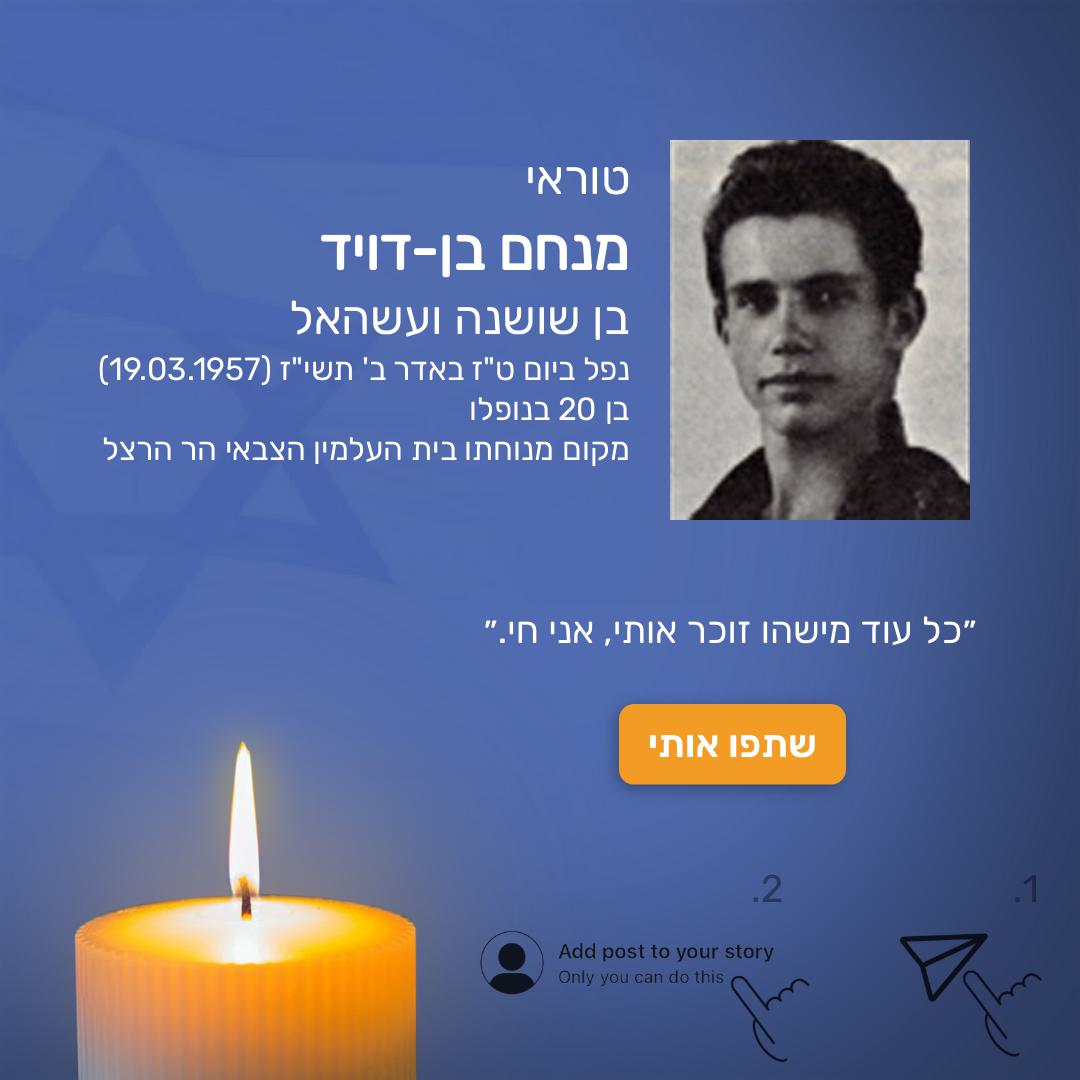 טוראי
מנחם בן-דויד
בן שושנה ועשהאל
נפל ביום ט"ז באדר ב' תשי"ז (19.03.1957)
בן 20 בנופלו
מקום מנוחתו בית העלמין הצבאי הר הרצל
״כל עוד מישהו זוכר אותי, אני חי.״
שתפו אותי
.1
.2
Add post to your story
Only you can do this